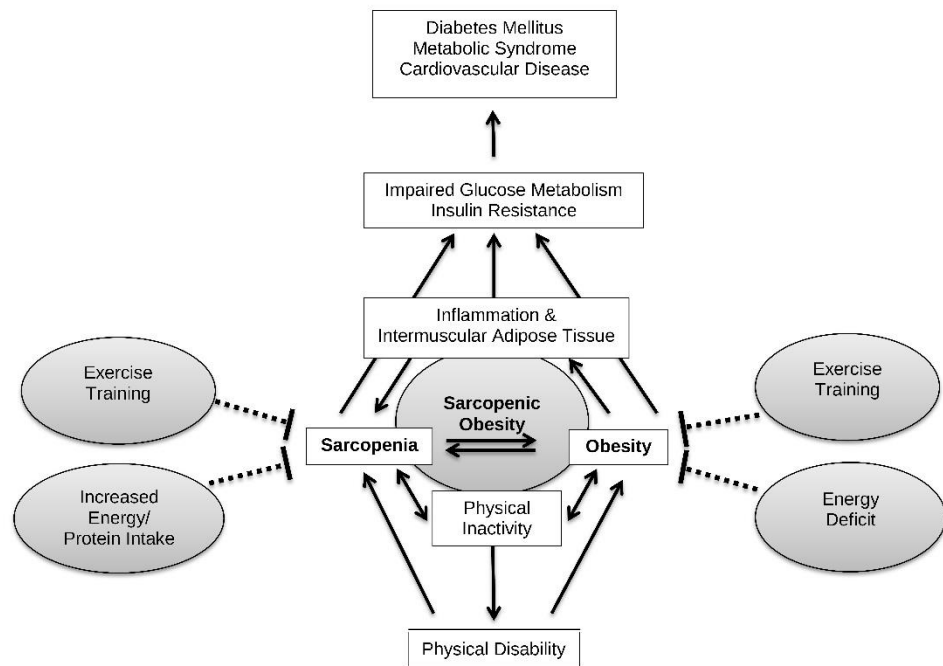 Diabetes Mellitus
Metabolic Syndrome
Cardiovascular Disease
Impaired Glucose Metabolism
Insulin Resistance
Inflammation &
Intermuscular Adipose Tissue
Exercise
Training
Exercise
Training
Sarcopenic
Obesity
Sarcopenia
Obesity
Increased
Energy/
Protein Intake
Physical
Inactivity
Energy
Deficit
Physical Disability